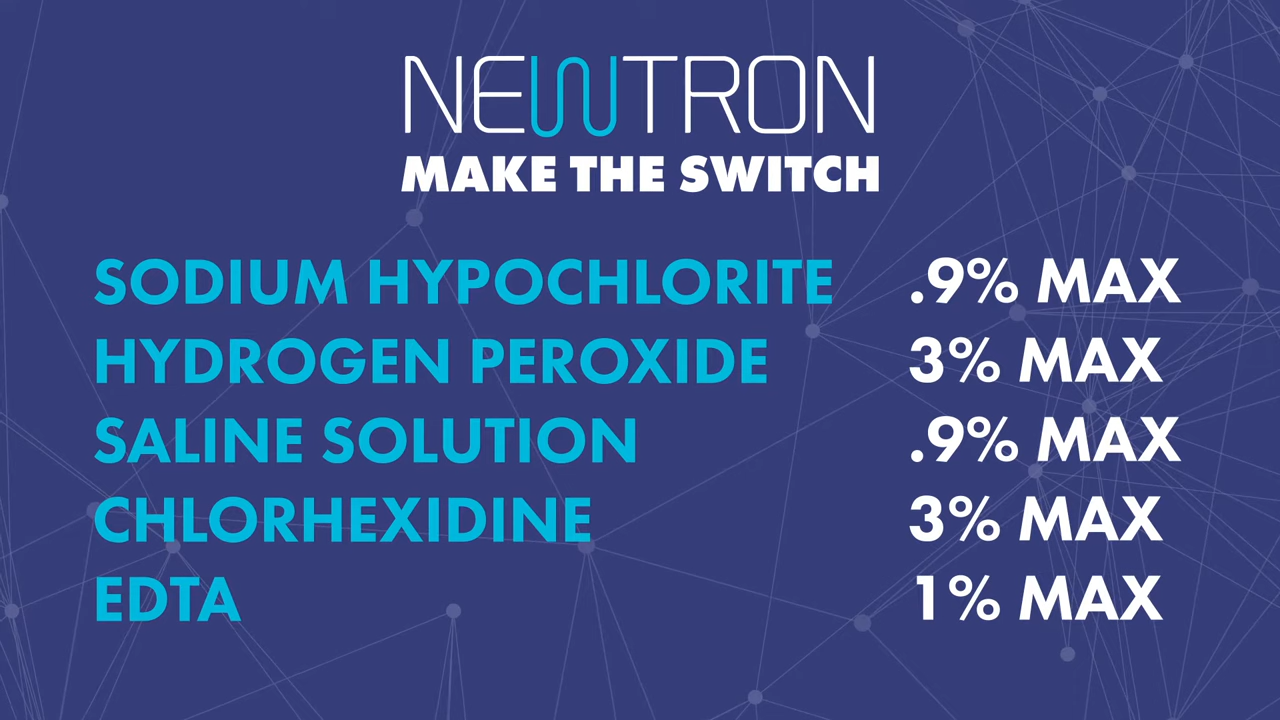 NEWTRON
MAKE THE SWITCH
SODIUM HYPOCHLORITE .9% MAX
HYDROGEN PEROXIDE 3% MAX
SALINE SOLUTION .9% MAX
CHLORHEXIDINE 3% MAX
EDTA 1% MAX